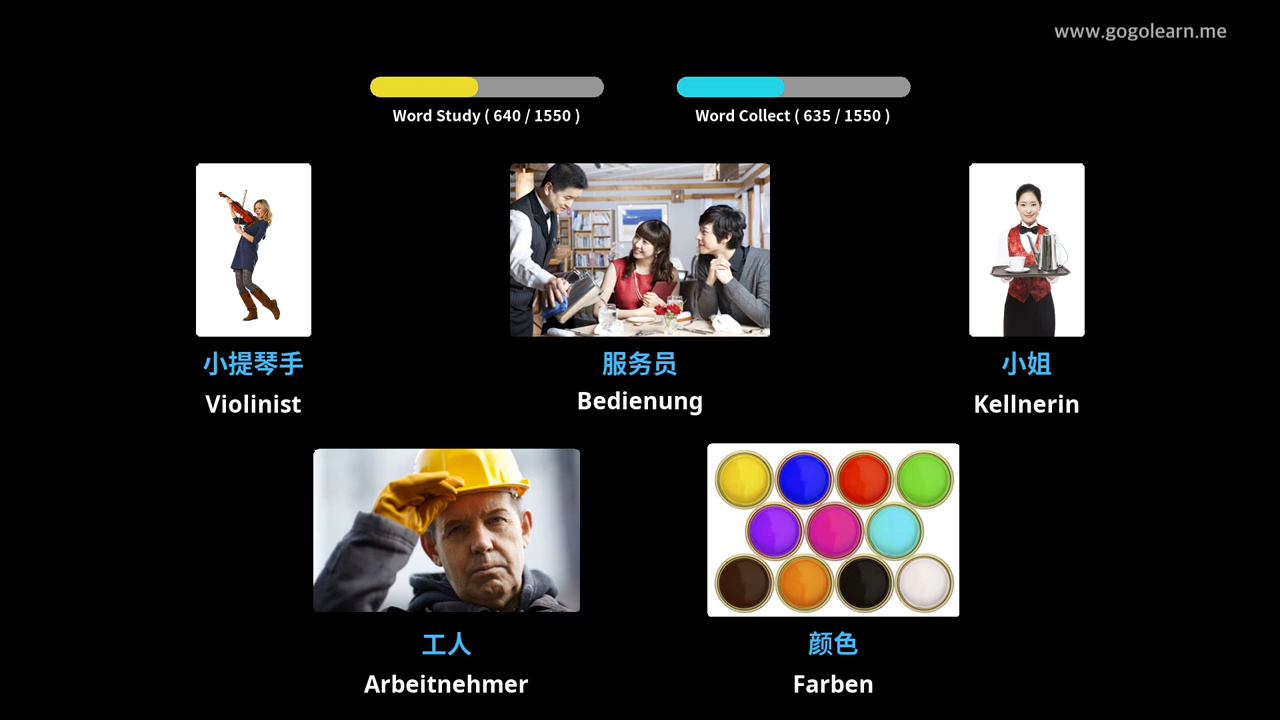 www.gogolearn.me
Word Study ( 640 / 1550 )
Word Collect ( 635 / 1550 )
小提琴手
服务员
小姐
Violinist
Bedienung
Kellnerin
工人
颜色
Arbeitnehmer
Farben